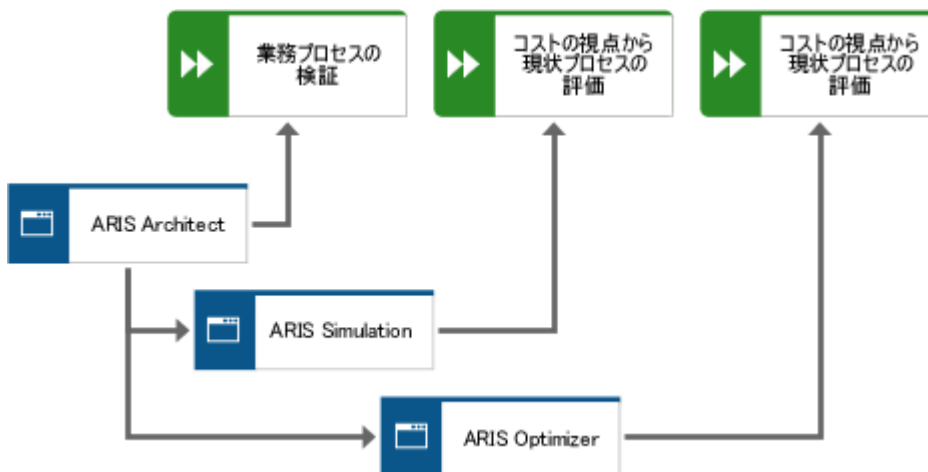 業務プロセスの
検証
コストの視点から
現状プロセスの
評価
コストの視点から
現状プロセスの
評価
ARIS Architect
ARIS Simulation
ARIS Optimizer